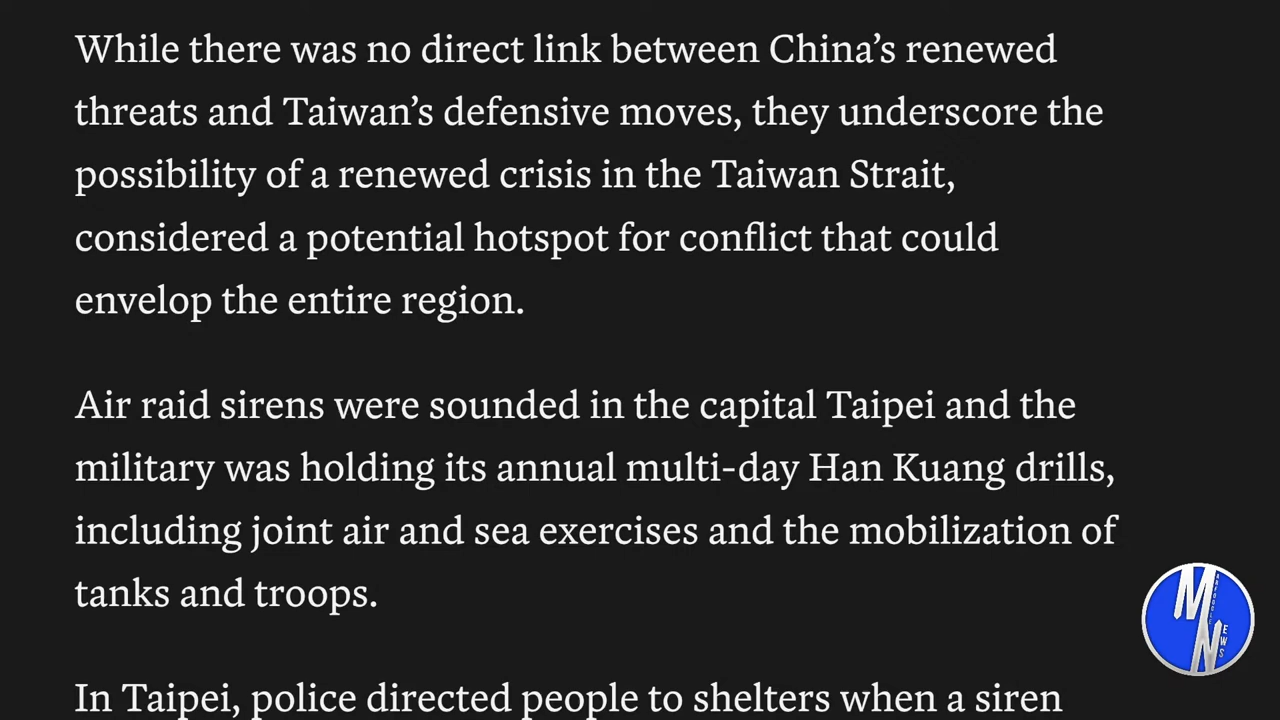 While there was no direct link between China’s renewed
threats and Taiwan’s defensive moves, they underscore the
possibility of a renewed crisis in the Taiwan Strait,
considered a potential hotspot for conflict that could
envelop the entire region.
Air raid sirens were sounded in the capital Taipei and the
military was holding its annual multi-day Han Kuang drills,
including joint air and sea exercises and the mobilization of
tanks and troops.
In Taipei, police directed people to shelters when a siren
MN
EWS